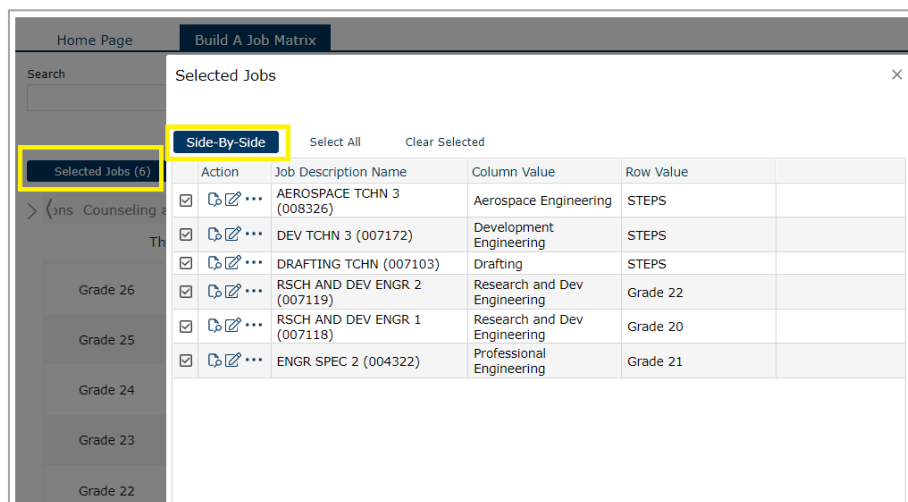 Home Page Build A Job Matrix
Search
Selected Jobs
Side-By-Side Select All Clear Selected
Selected Jobs (6)
Action Job Description Name Column Value Row Value
AEROSPACE TCHN 3
(008326)
Aerospace Engineering STEPS
DEV TCHN 3 (007172)
Development
Engineering
STEPS
DRAFTING TCHN (007103) Drafting STEPS
RSCH AND DEV ENGR 2
(007119)
Research and Dev
Engineering
Grade 22
RSCH AND DEV ENGR 1
(007118)
Research and Dev
Engineering
Grade 20
ENGR SPEC 2 (004322)
Professional
Engineering
Grade 21
ons Counseling a
Th
Grade 26
Grade 25
Grade 24
Grade 23
Grade 22